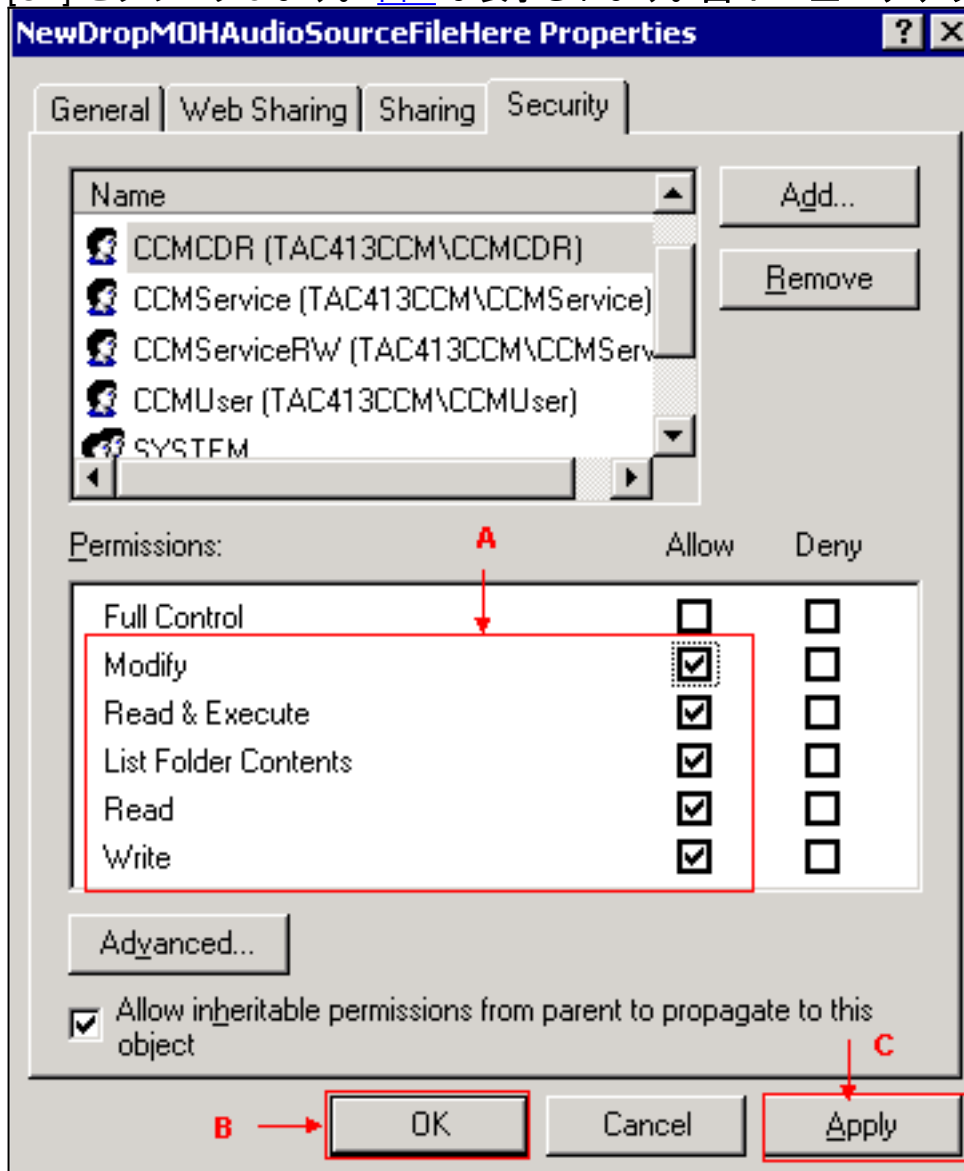 NewDropMOHAudioSourceFileHere Properties
General Web Sharing Sharing Security
Name
Add...
CCMCDR (TAC413CCM\CCMCDR)
Remove
CCMService (TAC413CCM\CCMService)
CCMServiceRW (TAC413CCM\CCMServ
CCMUser (TAC413CCM\CCMUser)
SYSTEM
Permissions: A Allow Deny
Full Control
Modify
Read & Execute
List Folder Contents
Read
Write
Advanced...
Allow inheritable permissions from parent to propagate to this
object
C
B OK Cancel Apply